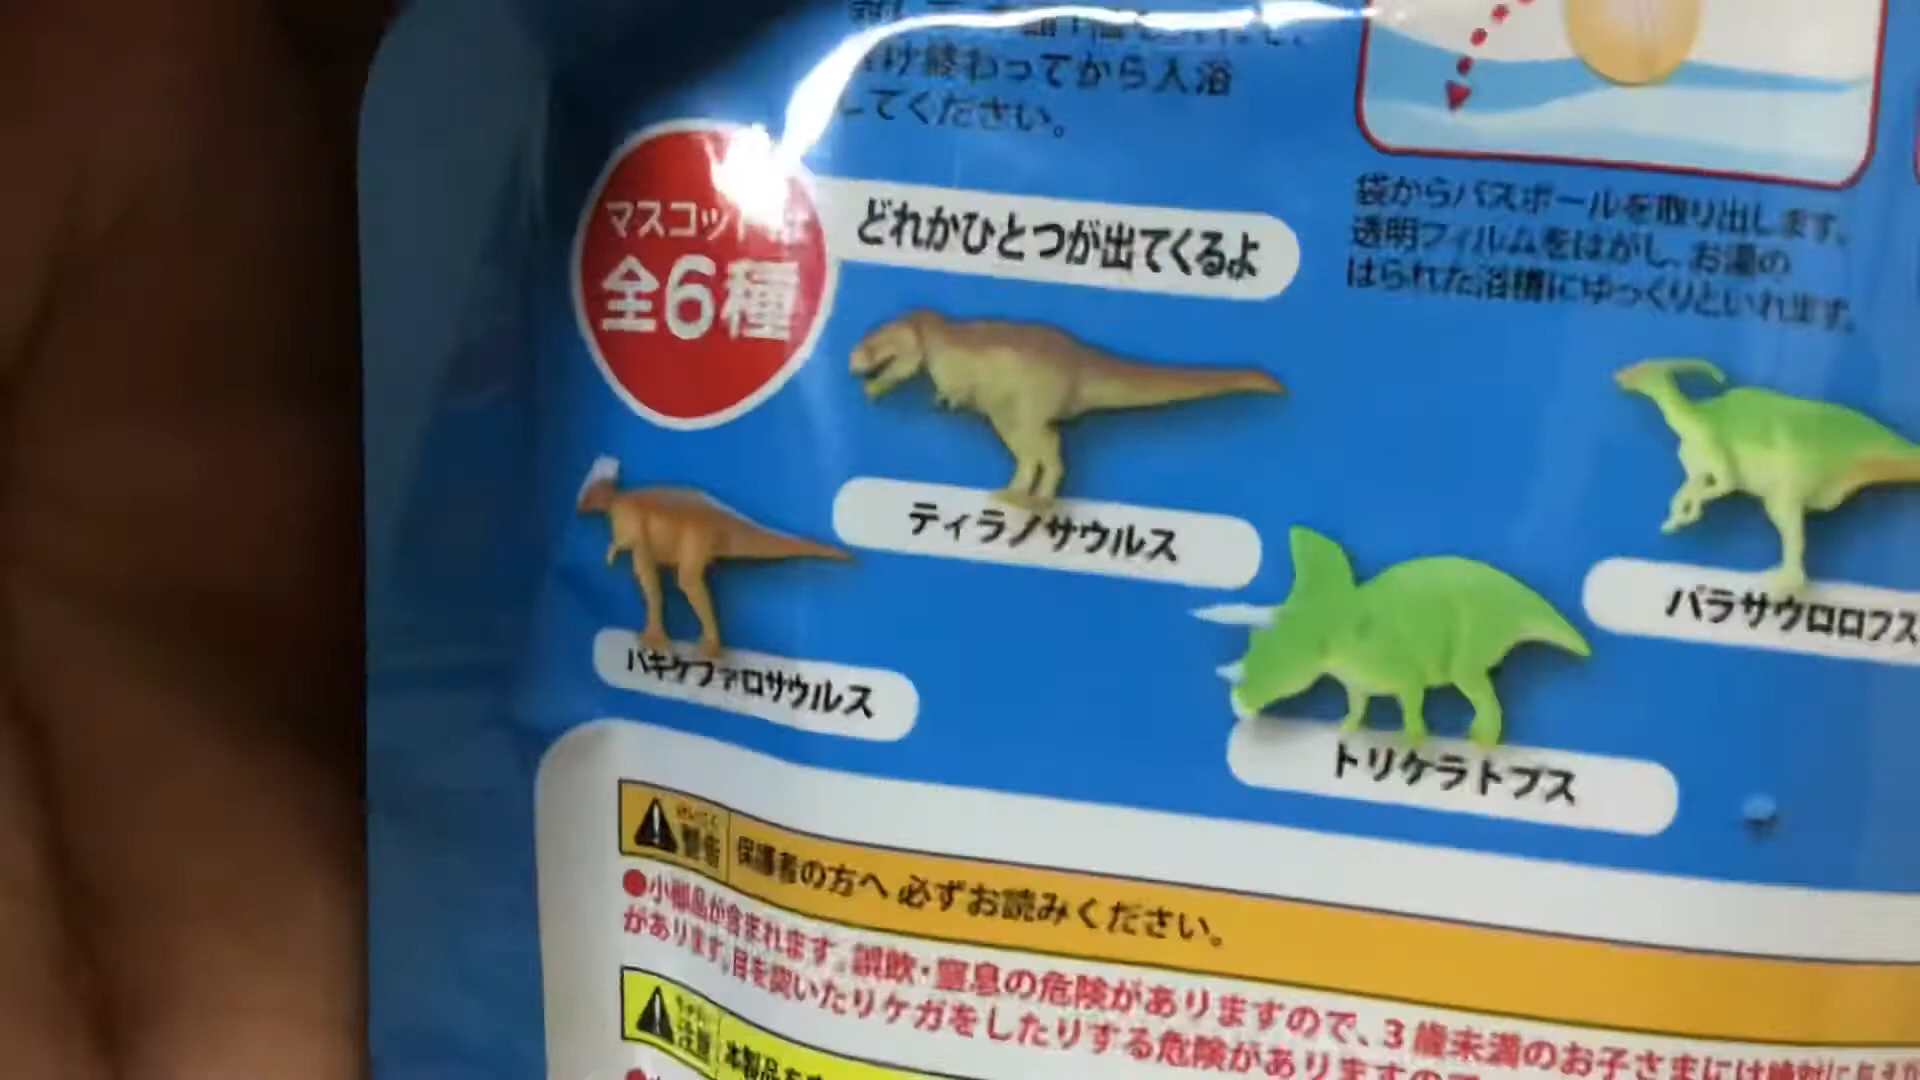 け終わってから入浴
してください。
マスコットは
全6種
どれかひとつが出てくるよ
袋からバスボールを取り出します。
透明フィルムをはがし、お湯の
はられた浴槽にゆっくりといれます。
ティラノサウルス
パラサウロロフス
パキケファロサウルス
トリケラトプス
警告 保護者の方へ 必ずお読みください。
●小部品が含まれます。誤飲・窒息の危険がありますので、3歳未満のお子さまには絶対に
があります。目を突いたりケガをしたりする危険がありますので
注意 本製品を